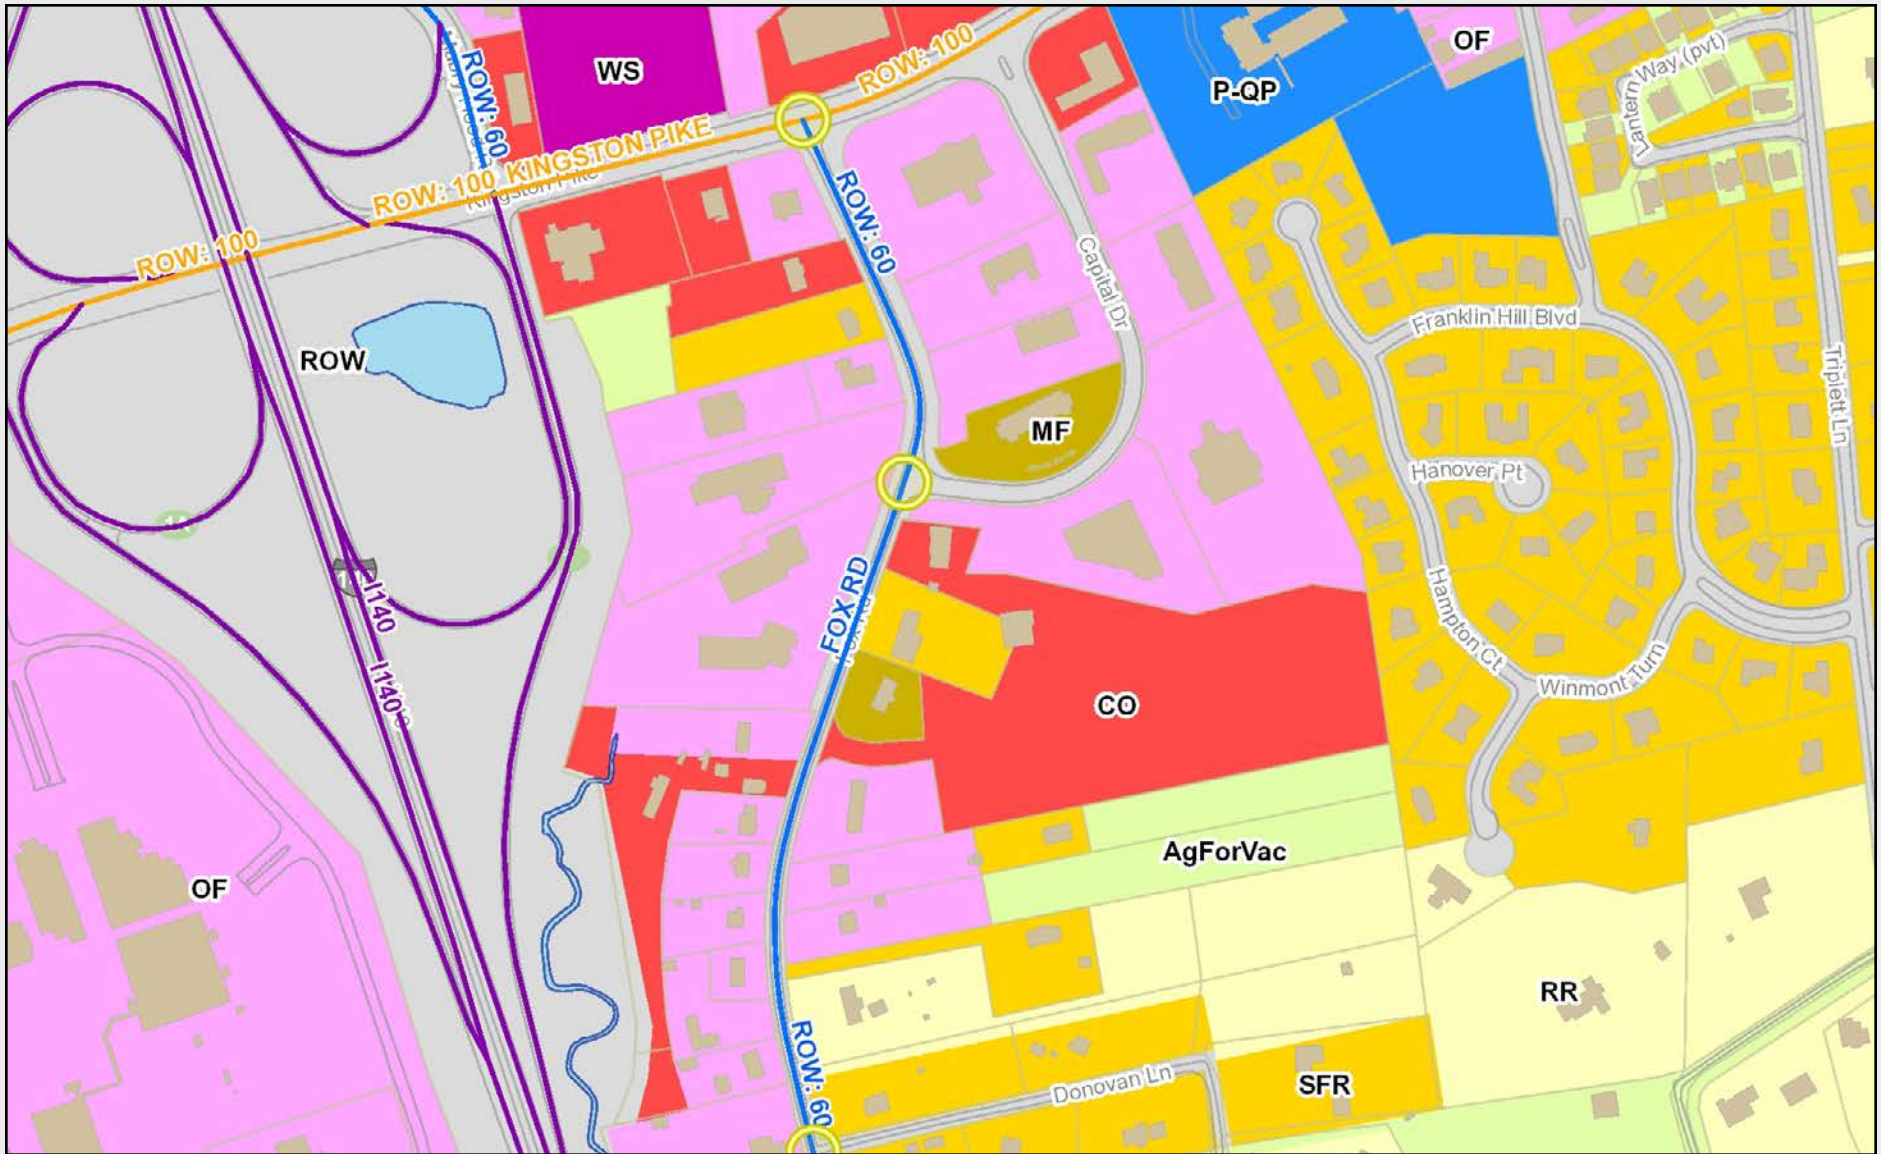 WS
OF
P-QP
Lantern Way (pvt)
ROW: 60
ROW: 100
ROW: 100 KINGSTON PIKE
Kingston Pike
ROW: 100
ROW: 60
Capital Dr
Franklin Hill Blvd
Triplett Ln
ROW
MF
Hanover Pt
FOX RD
I140
Hampton Ct
I140
Winmont Turn
CO
AgForVac
OF
RR
ROW: 60
Donovan Ln
SFR